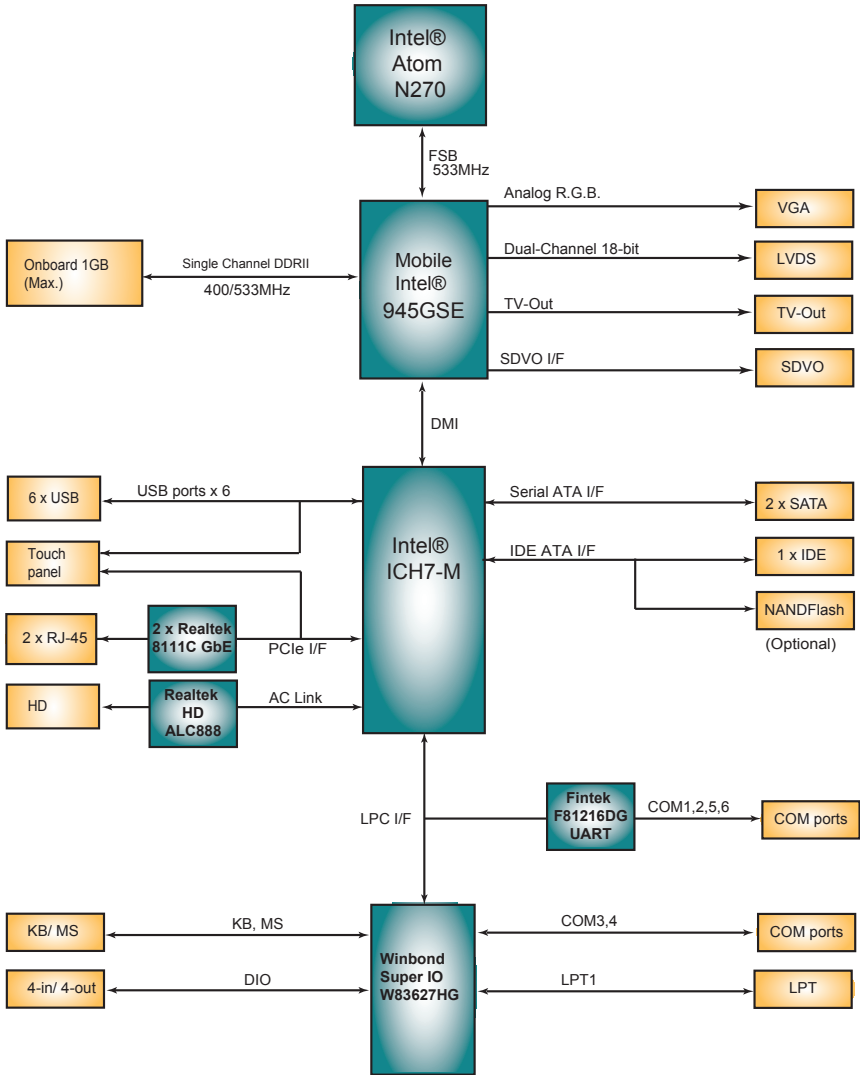 Intel®
Atom
N270
FSB
533MHz
Analog R.G.B.
VGA
Onboard 1GB
(Max.)
Single Channel DDRII
400/533MHz
Mobile
Intel®
945GSE
Dual-Channel 18-bit
LVDS
TV-Out
TV-Out
SDVO I/F
SDVO
DMI
6 x USB
USB ports x 6
Serial ATA I/F
2 x SATA
Touch
panel
Intel®
ICH7-M
IDE ATA I/F
1 x IDE
NANDFlash
(Optional)
2 x RJ-45
2 x Realtek
8111C GbE
PCIe I/F
HD
Realtek
HD
ALC888
AC Link
LPC I/F
Fintek
F81216DG
UART
COM1,2,5,6
COM ports
KB/ MS
KB, MS
COM3,4
COM ports
Winbond
Super IO
W83627HG
4-in/ 4-out
DIO
LPT1
LPT